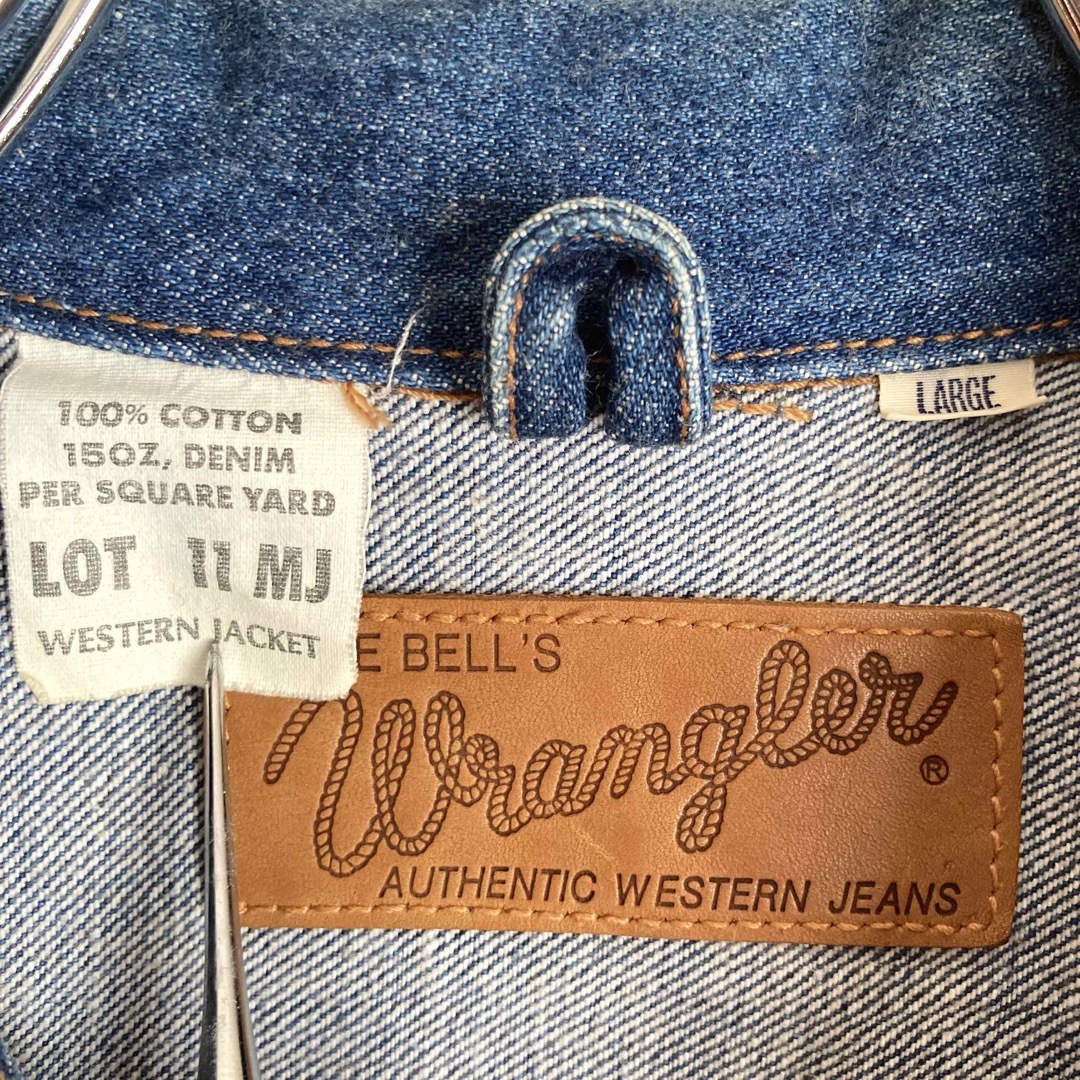 100% COTTON
15OZ, DENIM
PER SQUARE YARD
LOT 11 MJ
WESTERN JACKET
LARGE
BELL'S
Wrangler®
AUTHENTIC WESTERN JEANS